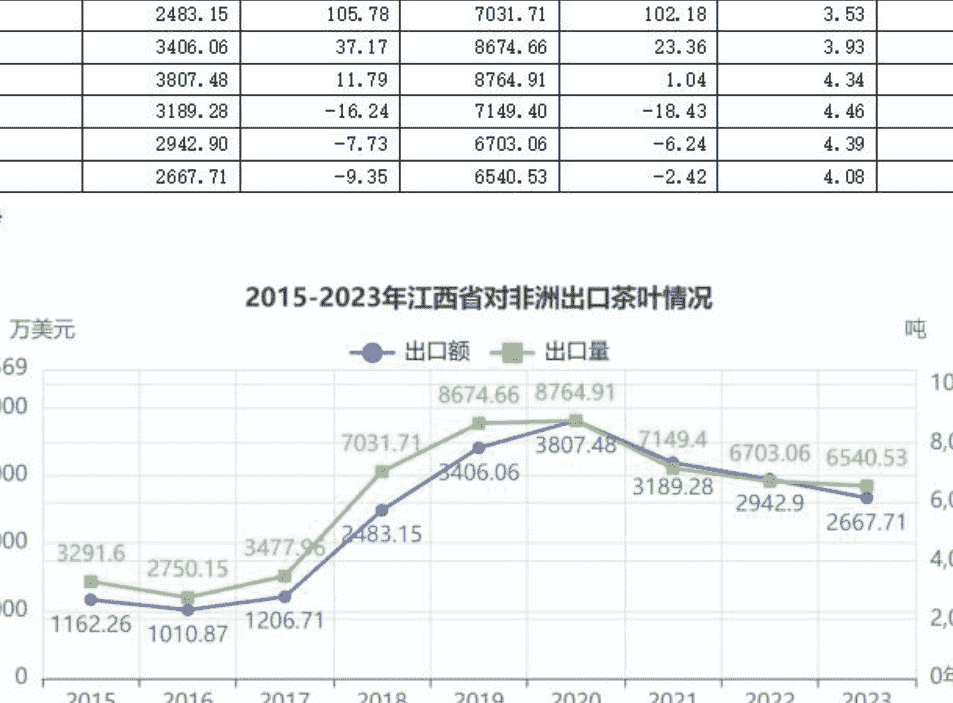 2483.15 105.78 7031.71 102.18 3.53
3406.06 37.17 8674.66 23.36 3.93
3807.48 11.79 8764.91 1.04 4.34
3189.28 -16.24 7149.40 -18.43 4.46
2942.90 -7.73 6703.06 -6.24 4.39
2667.71 -9.35 6540.53 -2.42 4.08
2015-2023年江西省对非洲出口茶叶情况
万美元 吨
出口额 出口量
8674.66 8764.91
7031.71 3807.48 7149.4 6703.06 6540.53
3406.06 3189.28 2942.9 2667.71
2483.15
3291.6 2750.15 3477.96
1162.26 1010.87 1206.71
0 0年
2015 2016 2017 2018 2019 2020 2021 2022 2023